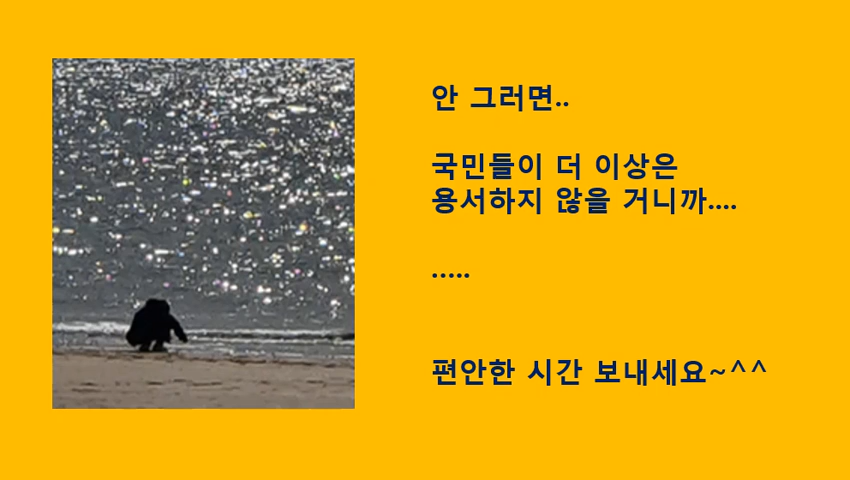 안 그러면..
국민들이 더 이상은
용서하지 않을 거니까....
.....
편안한 시간 보내세요~^^